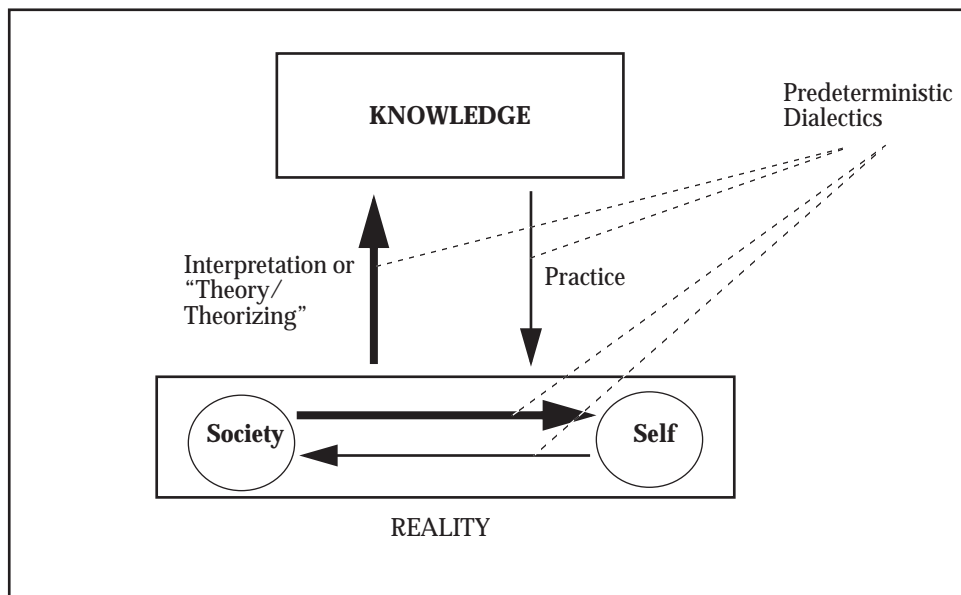 KNOWLEDGE
Predeterministic
Dialectics
Interpretation or
“Theory/
Theorizing”
Practice
Society
Self
REALITY